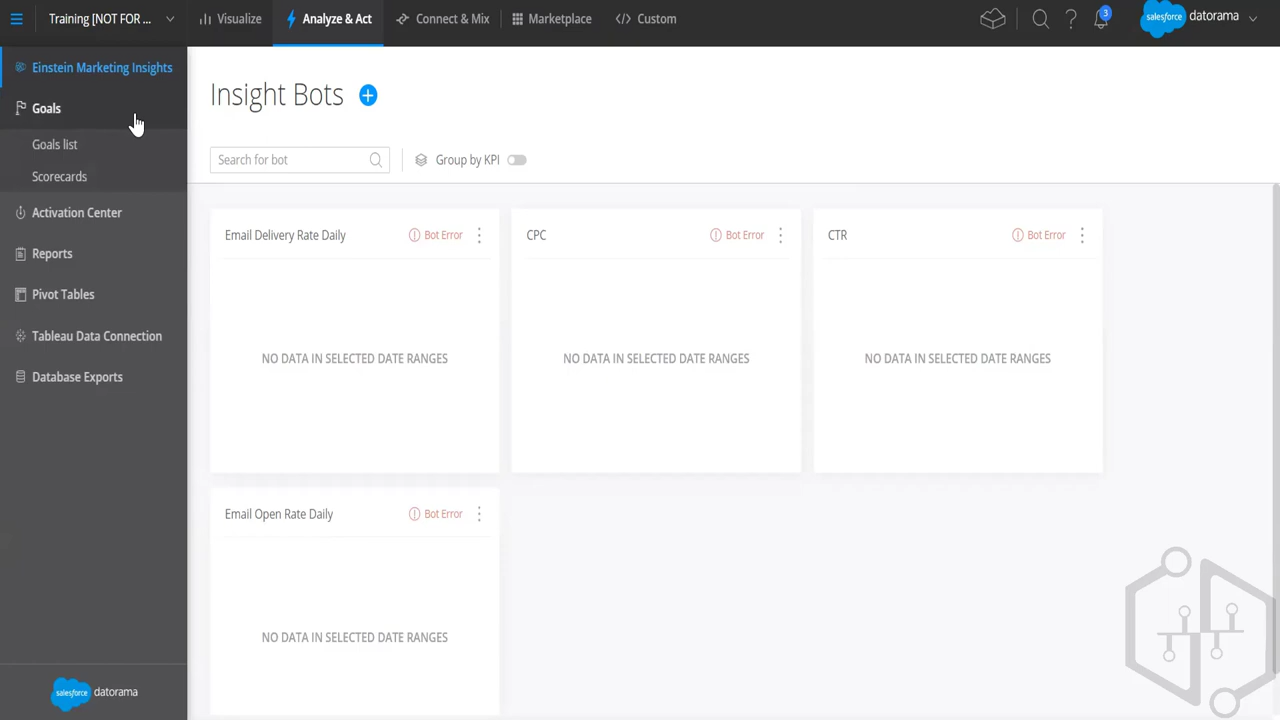 Training [NOT FOR ...
Visualize
Analyze & Act
Connect & Mix
Marketplace
Custom
3
salesforce datorama
Einstein Marketing Insights
Goals
Goals list
Scorecards
Activation Center
Reports
Pivot Tables
Tableau Data Connection
Database Exports
salesforce datorama
Insight Bots
Search for bot
Group by KPI
Email Delivery Rate Daily
Bot Error
NO DATA IN SELECTED DATE RANGES
CPC
Bot Error
NO DATA IN SELECTED DATE RANGES
CTR
Bot Error
NO DATA IN SELECTED DATE RANGES
Email Open Rate Daily
Bot Error
NO DATA IN SELECTED DATE RANGES